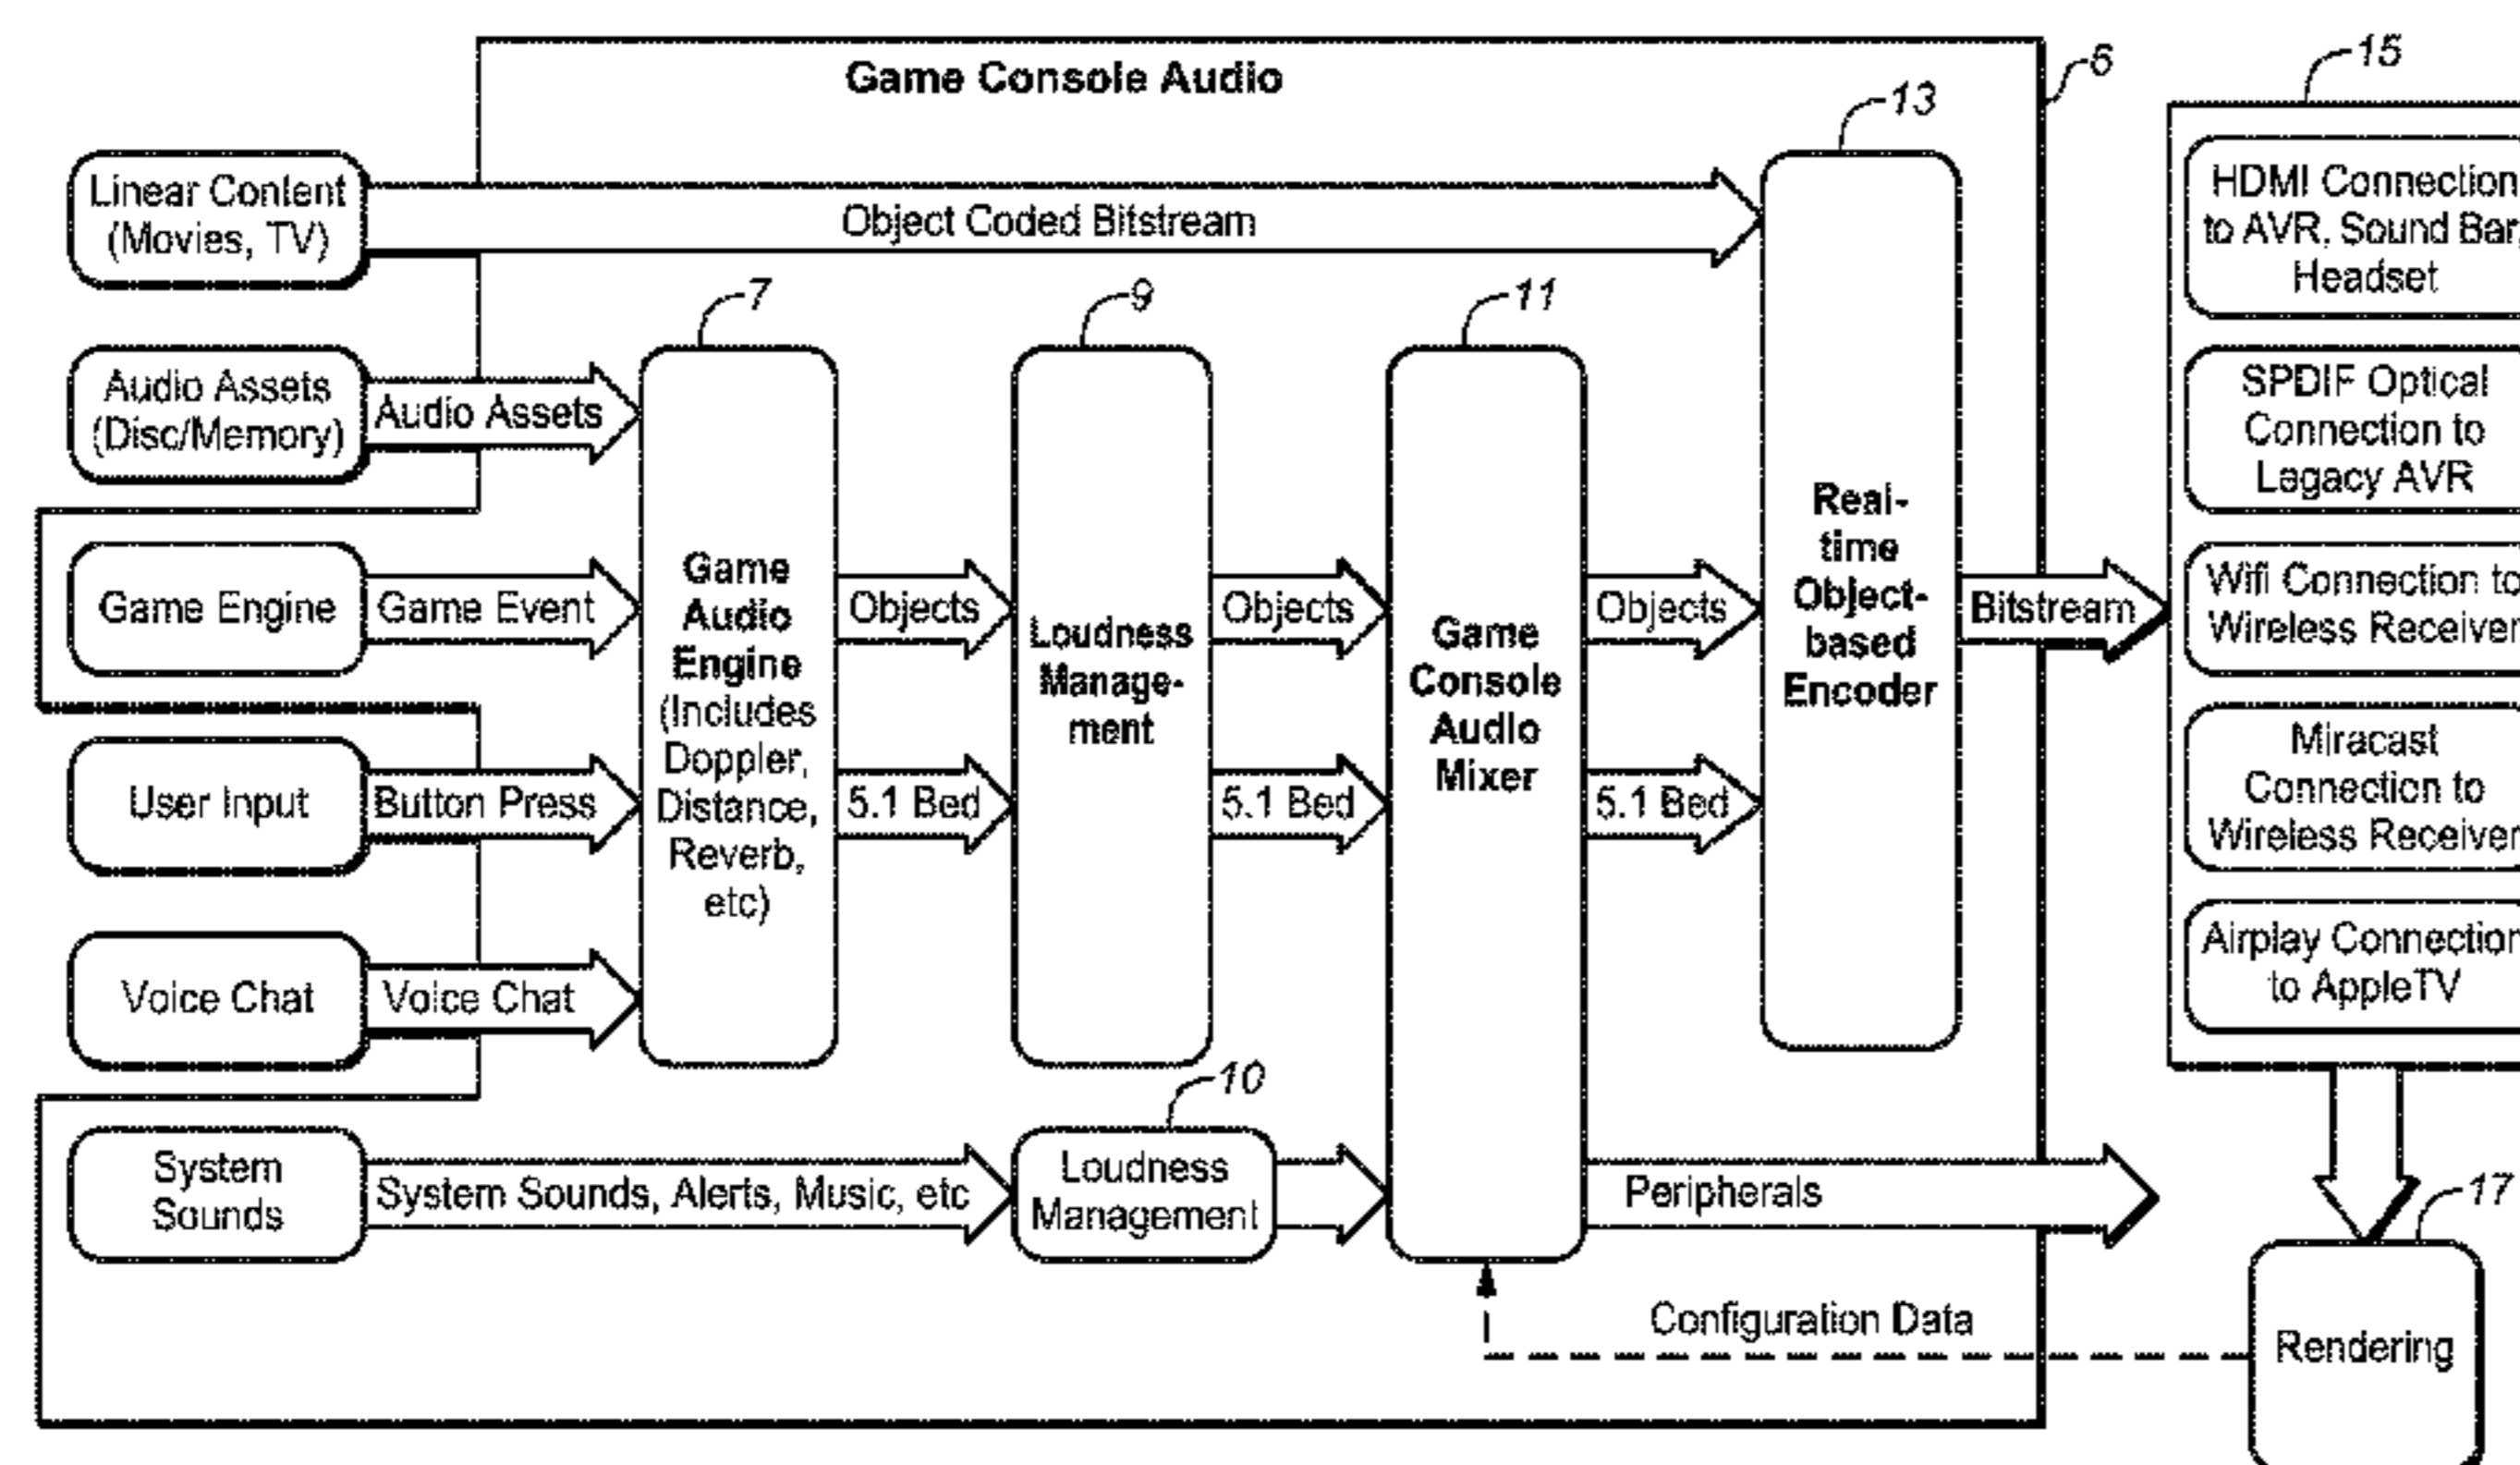 Game Console Audio
6
15
13
Linear Content
(Movies, TV)
Object Coded Bitstream
HDMI Connection
to AVR, Sound Bar,
Headset
7
9
11
Audio Assets
(Disc/Memory)
Audio Assets
SPDIF Optical
Connection to
Legacy AVR
Game Engine
Game Event
Game
Audio
Engine
(Includes
Doppler,
Distance,
Reverb,
etc)
Objects
5.1 Bed
Loudness
Manage-
ment
Objects
5.1 Bed
Game
Console
Audio
Mixer
Objects
5.1 Bed
Real-
time
Object-
based
Encoder
Bitstream
Wifi Connection to
Wireless Receiver
User Input
Button Press
Miracast
Connection to
Wireless Receiver
Voice Chat
Voice Chat
Airplay Connection
to AppleTV
10
System
Sounds
System Sounds, Alerts, Music, etc
Loudness
Management
Peripherals
17
Configuration Data
Rendering